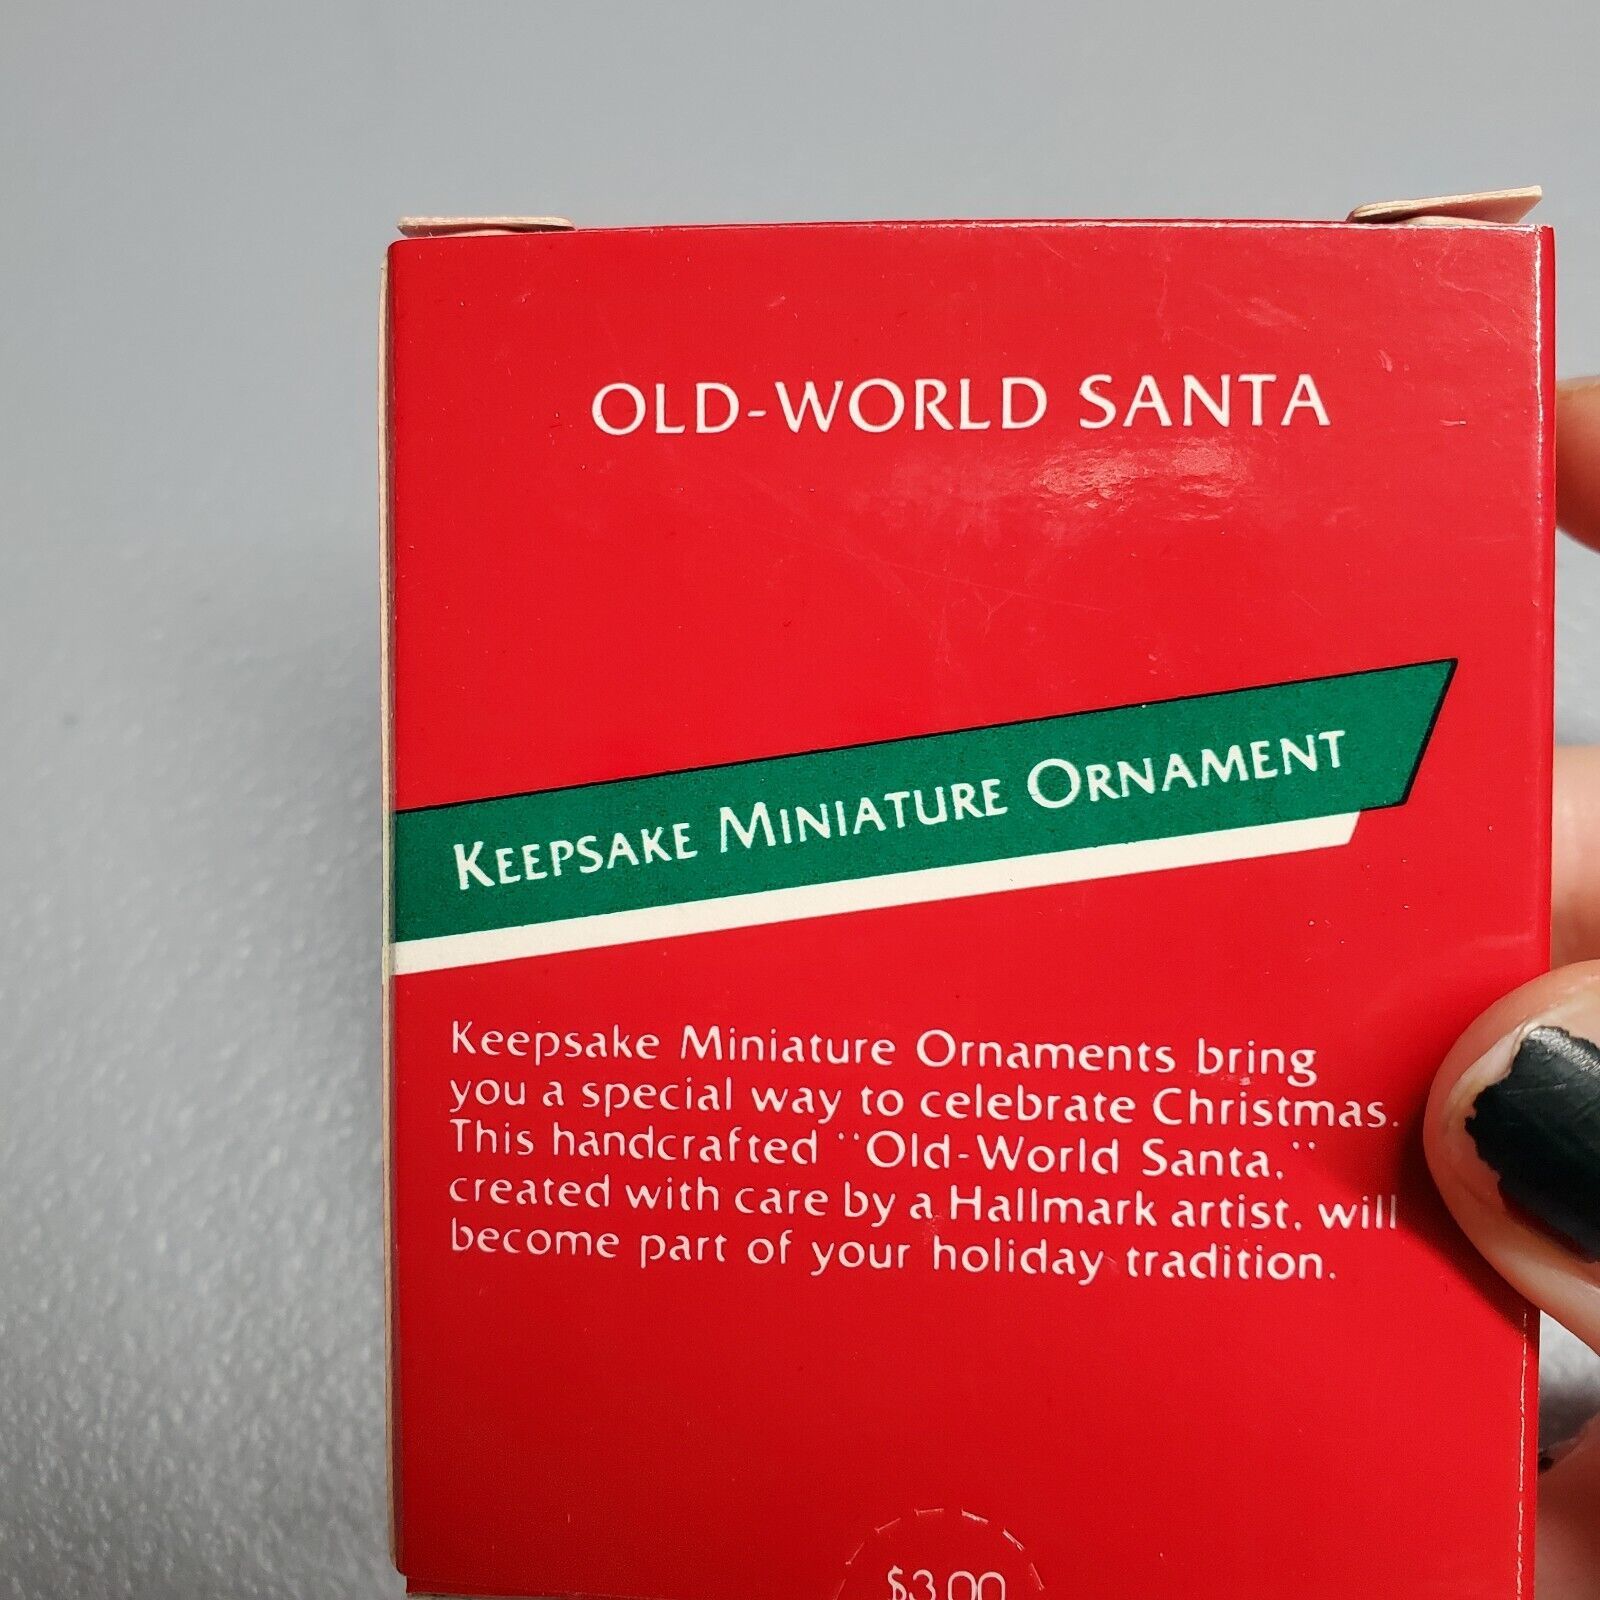 OLD-WORLD SANTA
KEEPSAKE MINIATURE ORNAMENT
Keepsake Miniature Ornaments bring
you a special way to celebrate Christmas.
This handcrafted "Old-World Santa,"
created with care by a Hallmark artist, will
become part of your holiday tradition.
$3.00